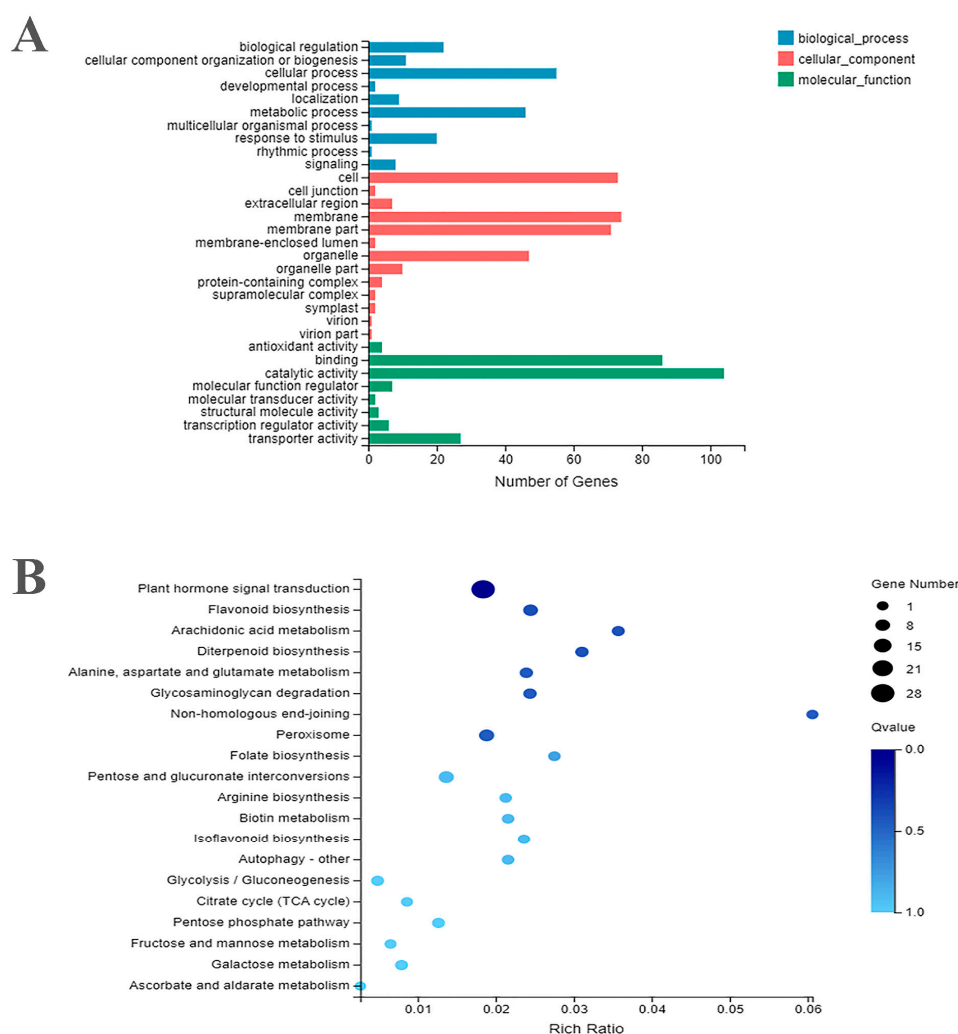 A
biological regulation
cellular component organization or biogenesis
cellular process
developmental process
localization
metabolic process
multicellular organismal process
response to stimulus
rhythmic process
signaling
cell
cell junction
extracellular region
membrane
membrane part
membrane-enclosed lumen
organelle
organelle part
protein-containing complex
supramolecular complex
symplast
virion
virion part
antioxidant activity
binding
catalytic activity
molecular function regulator
molecular transducer activity
structural molecule activity
transcription regulator activity
transporter activity
0 20 40 60 80 100
Number of Genes
biological_process
cellular_component
molecular_function
B
Plant hormone signal transduction
Flavonoid biosynthesis
Arachidonic acid metabolism
Diterpenoid biosynthesis
Alanine, aspartate and glutamate metabolism
Glycosaminoglycan degradation
Non-homologous end-joining
Peroxisome
Folate biosynthesis
Pentose and glucuronate interconversions
Arginine biosynthesis
Biotin metabolism
Isoflavonoid biosynthesis
Autophagy - other
Glycolysis / Gluconeogenesis
Citrate cycle (TCA cycle)
Pentose phosphate pathway
Fructose and mannose metabolism
Galactose metabolism
Ascorbate and aldarate metabolism
0.01 0.02 0.03 0.04 0.05 0.06
Rich Ratio
Gene Number
1
8
15
21
28
Qvalue
0.0
0.5
1.0